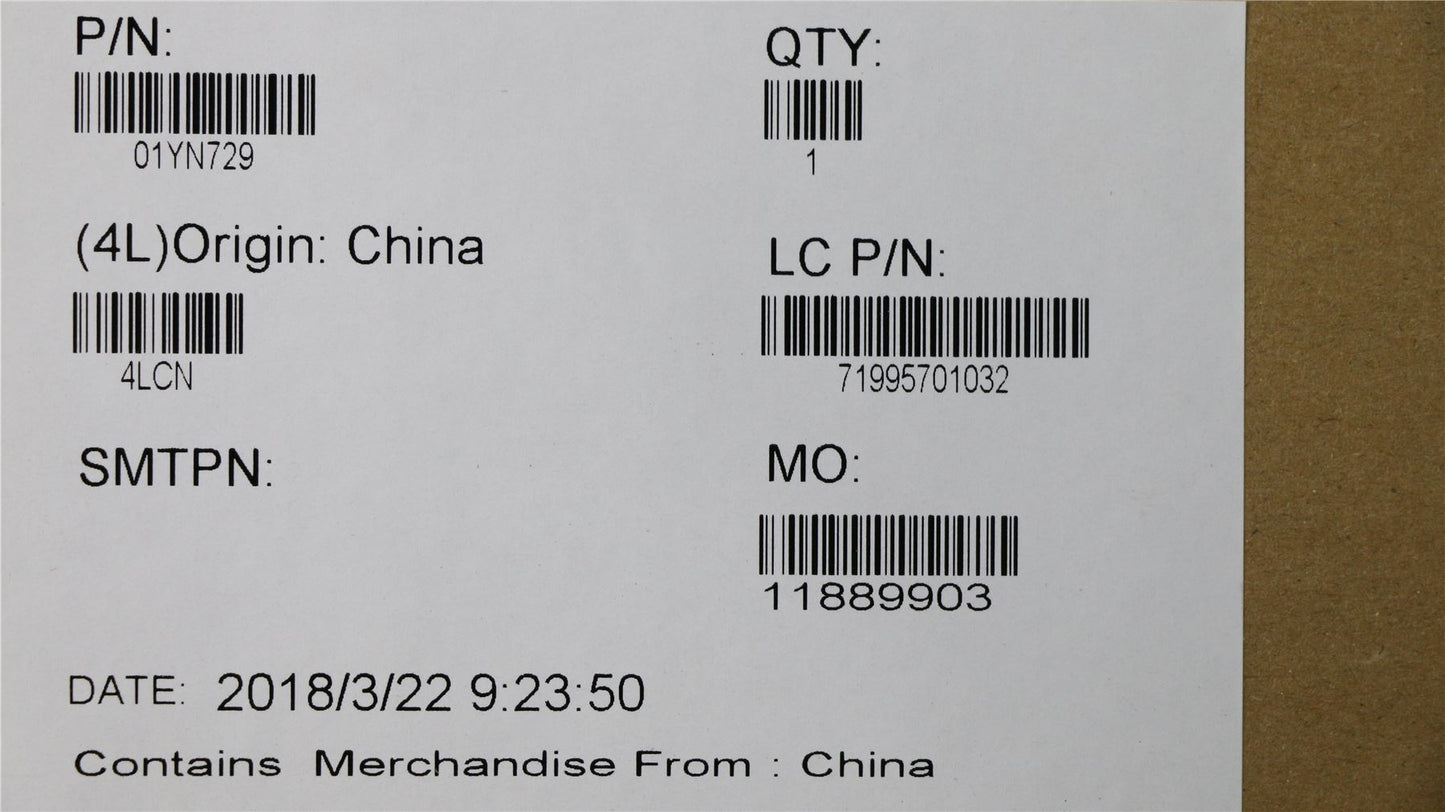 P/N:
01YN729
QTY:
1
(4L)Origin: China
4LCN
LC P/N:
71995701032
SMTPN:
MO:
11889903
DATE: 2018/3/22 9:23:50
Contains Merchandise From : China